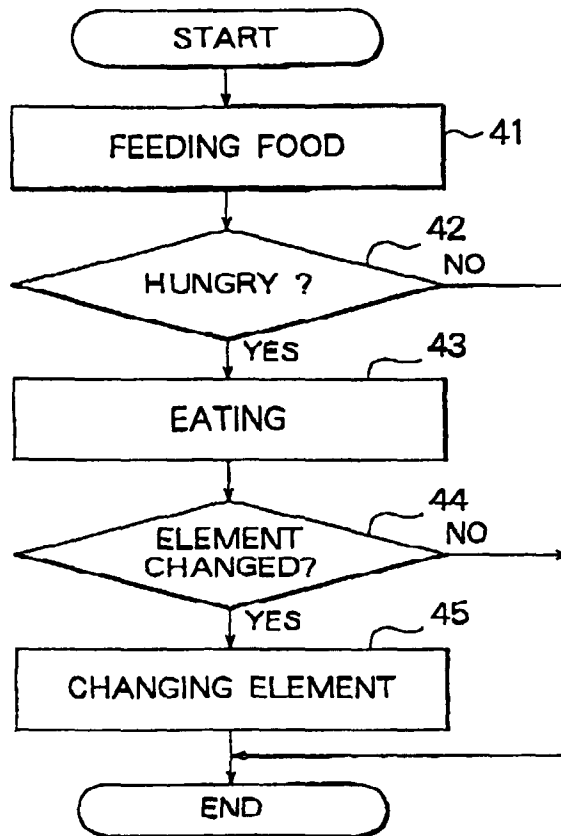 START
FEEDING FOOD
41
42
HUNGRY ?
NO
YES
43
EATING
44
ELEMENT
CHANGED?
NO
YES
45
CHANGING ELEMENT
END